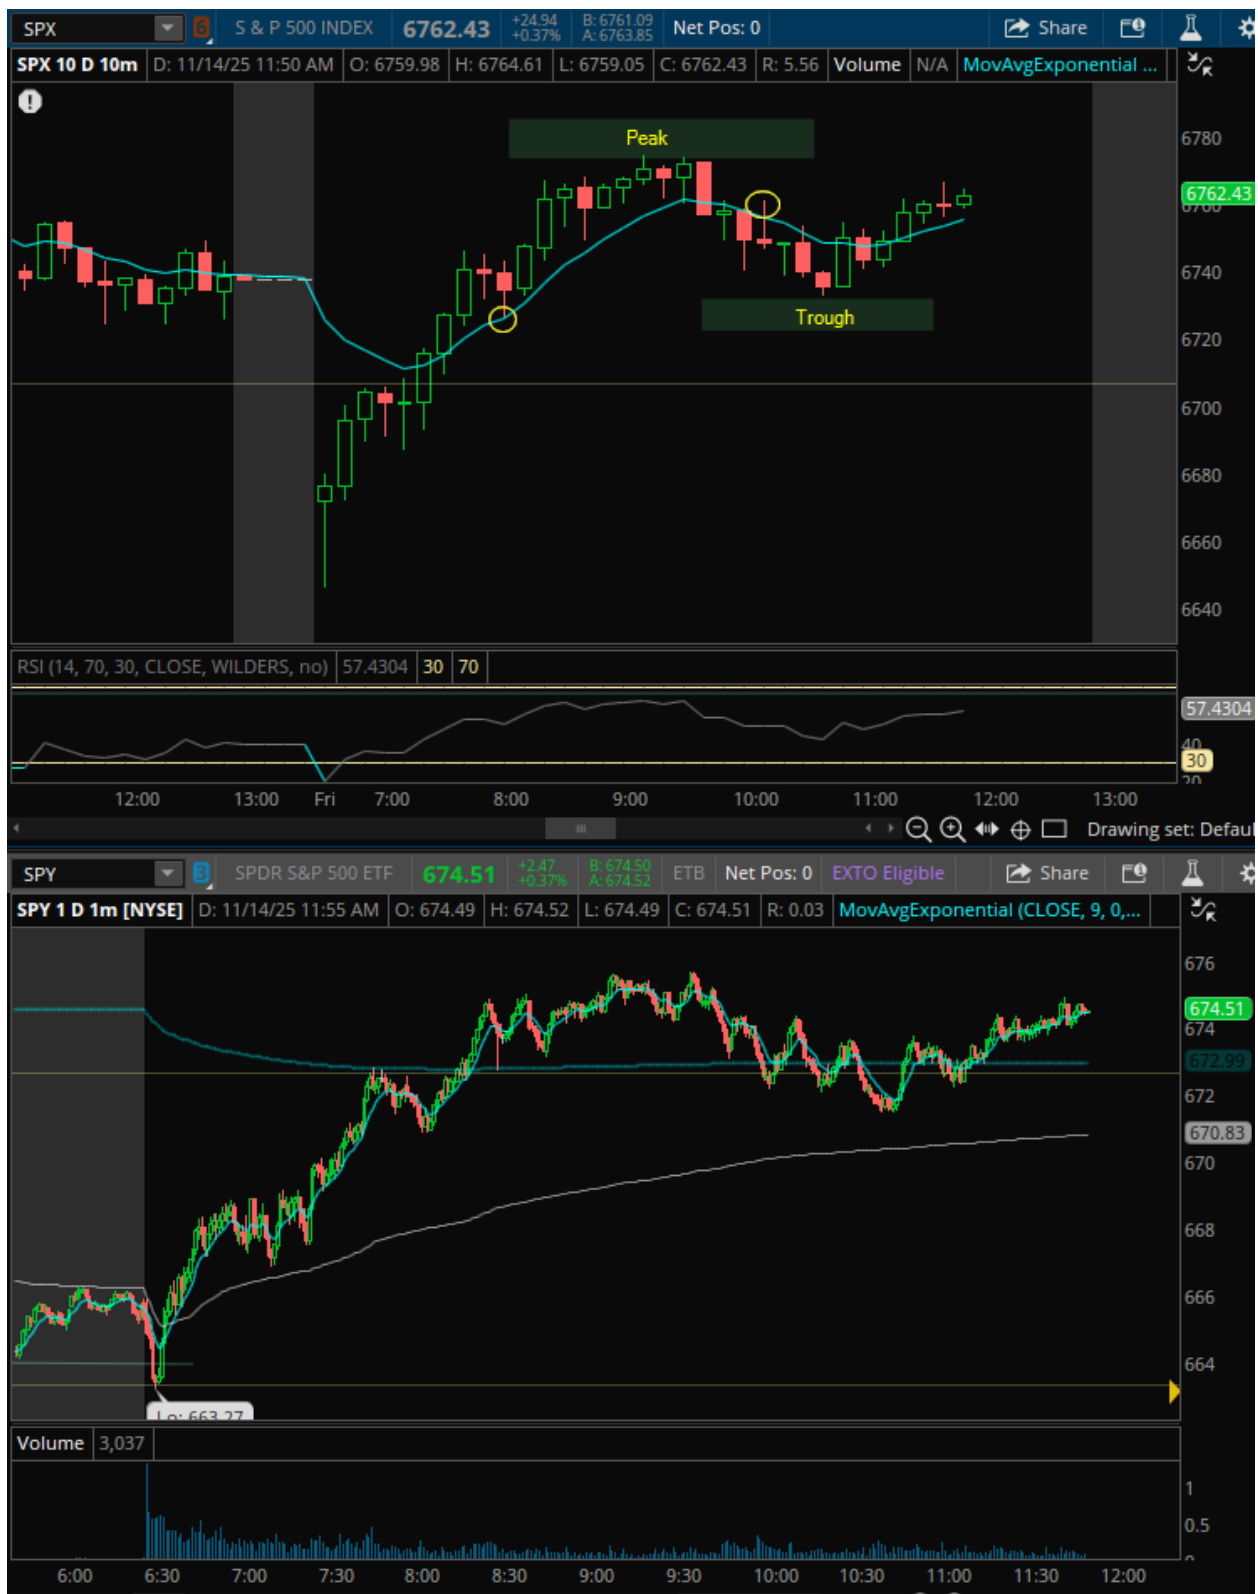 SPX 6 S & P 500 INDEX 6762.43 +24.94 +0.37% B: 6761.09 A: 6763.85 Net Pos: 0 Share
SPX 10 D 10m D: 11/14/25 11:50 AM O: 6759.98 H: 6764.61 L: 6759.05 C: 6762.43 R: 5.56 Volume N/A MovAvgExponential ...
Peak
6780
6762.43
6740
Trough
6720
6700
6680
6660
6640
RSI (14, 70, 30, CLOSE, WILDERS, no) 57.4304 30 70
57.4304
40
30
20
12:00 13:00 Fri 7:00 8:00 9:00 10:00 11:00 12:00 13:00
Drawing set: Defaul
SPY 3 SPDR S&P 500 ETF 674.51 +2.47 +0.37% B: 674.50 A: 674.52 ETB Net Pos: 0 EXTO Eligible Share
SPY 1 D 1m [NYSE] D: 11/14/25 11:55 AM O: 674.49 H: 674.52 L: 674.49 C: 674.51 R: 0.03 MovAvgExponential (CLOSE, 9, 0,...
676
674.51
674
672.99
672
670.83
670
668
666
664
Lo: 663.27
Volume 3,037
1
0.5
0
6:00 6:30 7:00 7:30 8:00 8:30 9:00 9:30 10:00 10:30 11:00 11:30 12:00